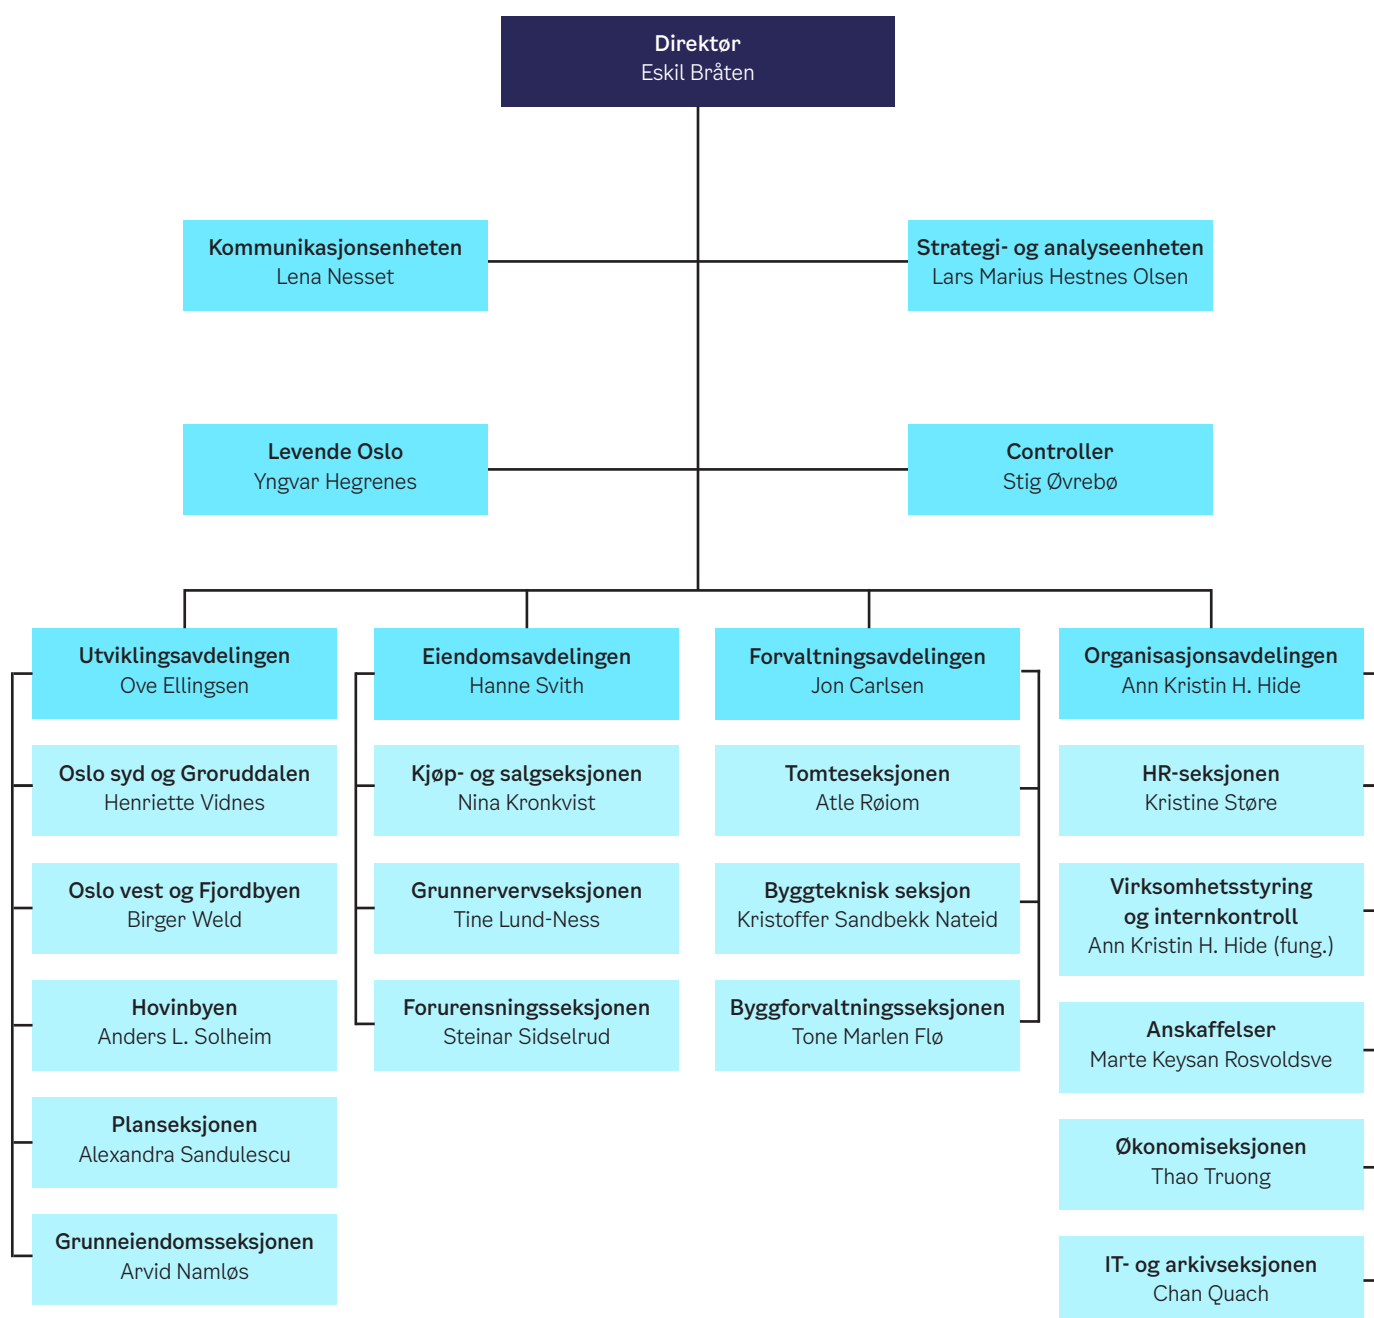 Direktør
Eskil Bråten
Kommunikasjonsenheten
Lena Nesset
Strategi- og analyseenheten
Lars Marius Hestnes Olsen
Levende Oslo
Yngvar Hegrenes
Controller
Stig Øvrebø
Utviklingsavdelingen
Ove Ellingsen
Oslo syd og Groruddalen
Henriette Vidnes
Oslo vest og Fjordbyen
Birger Weld
Hovinbyen
Anders L. Solheim
Planseksjonen
Alexandra Sandulescu
Grunneiendomsseksjonen
Arvid Namløs
Eiendomsavdelingen
Hanne Svith
Kjøp- og salgseksjonen
Nina Kronkvist
Grunnervervseksjonen
Tine Lund-Ness
Forurensningsseksjonen
Steinar Sidselrud
Forvaltningsavdelingen
Jon Carlsen
Tomteseksjonen
Atle Røiom
Byggteknisk seksjon
Kristoffer Sandbekk Nateid
Byggforvaltningsseksjonen
Tone Marlen Flø
Organisasjonsavdelingen
Ann Kristin H. Hide
HR-seksjonen
Kristine Støre
Virksomhetsstyring
og internkontroll
Ann Kristin H. Hide (fung.)
Anskaffelser
Marte Keysan Rosvoldsve
Økonomiseksjonen
Thao Truong
IT- og arkivseksjonen
Chan Quach